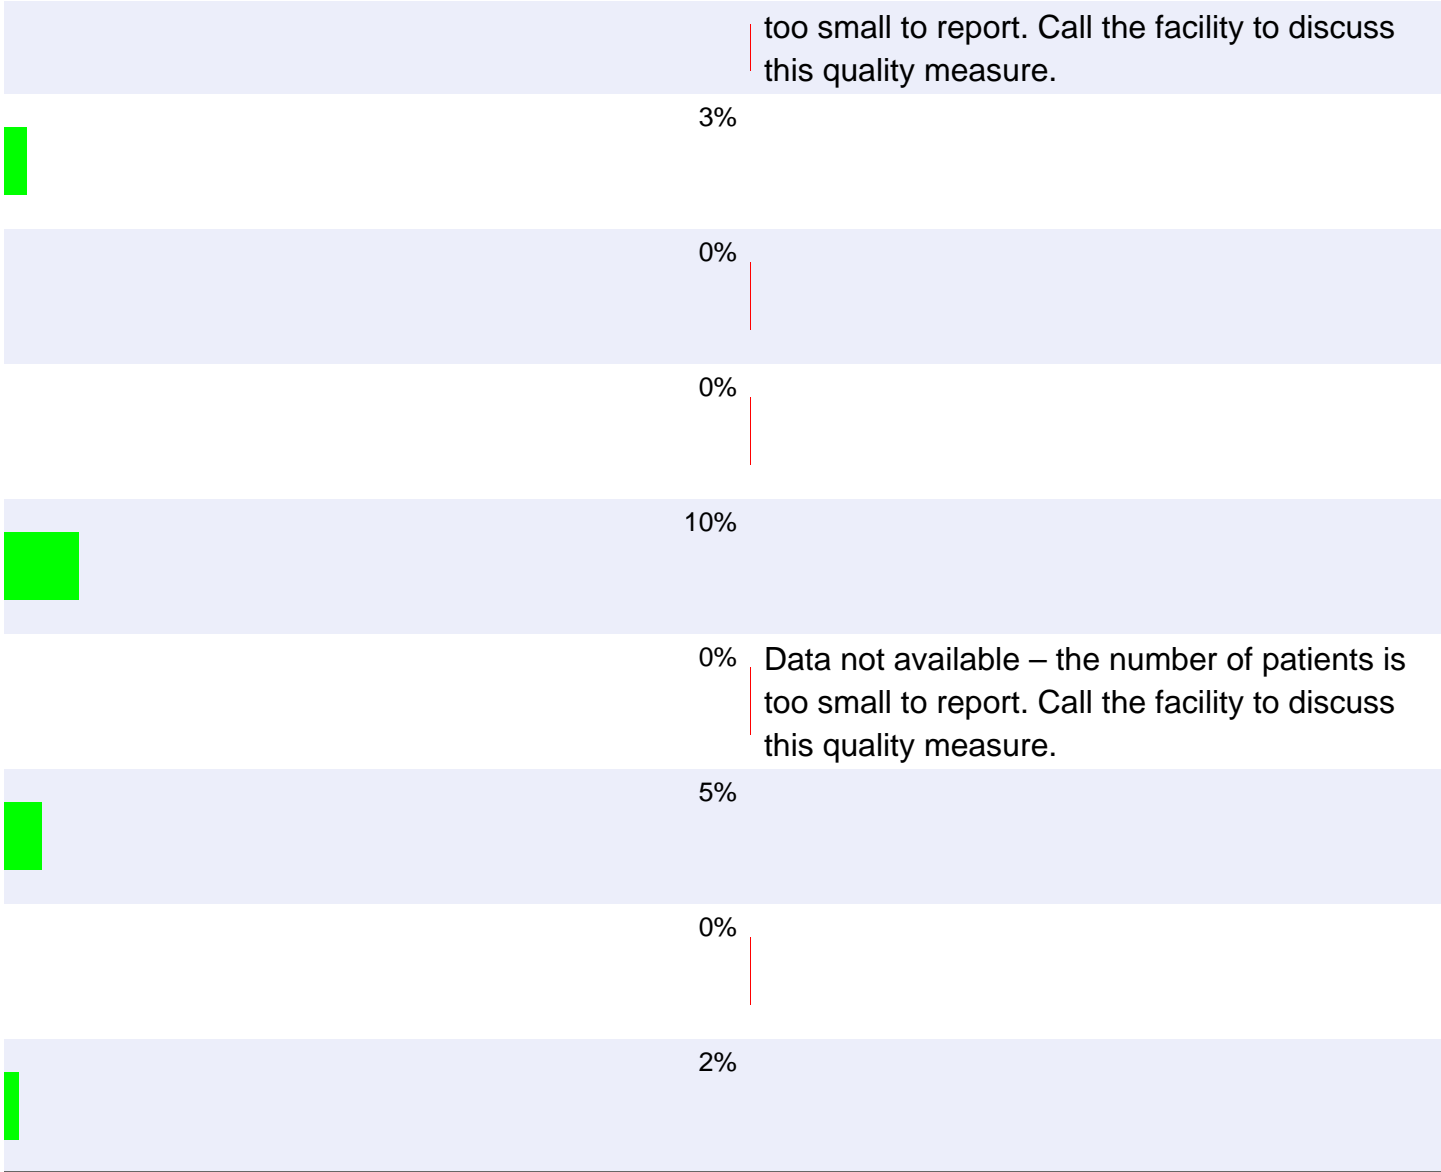 too small to report. Call the facility to discuss
this quality measure.
3%
0%
0%
10%
0% Data not available – the number of patients is
too small to report. Call the facility to discuss
this quality measure.
5%
0%
2%